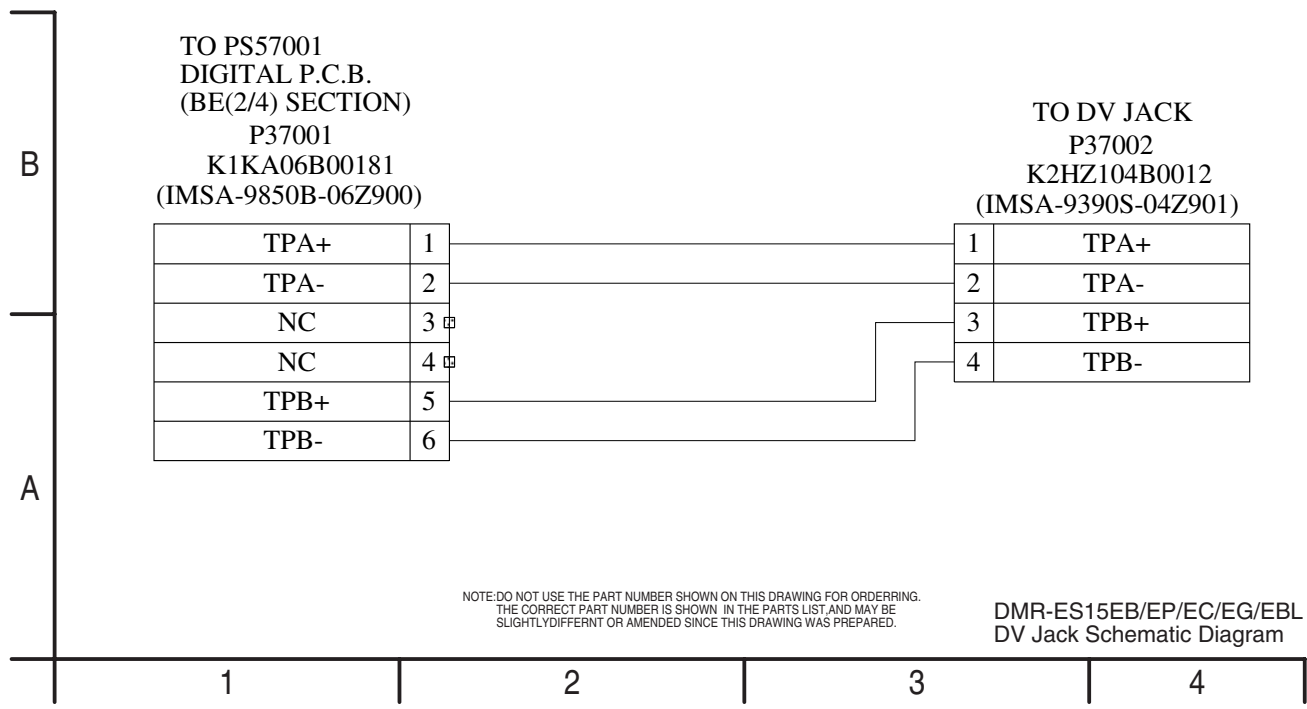 B
TO PS57001
DIGITAL P.C.B.
(BE(2/4) SECTION)
P37001
K1KA06B00181
(IMSA-9850B-06Z900)
TPA+ 1
TPA- 2
NC 3
NC 4
TPB+ 5
TPB- 6
TO DV JACK
P37002
K2HZ104B0012
(IMSA-9390S-04Z901)
1 TPA+
2 TPA-
3 TPB+
4 TPB-
A
NOTE:DO NOT USE THE PART NUMBER SHOWN ON THIS DRAWING FOR ORDERRING.
THE CORRECT PART NUMBER IS SHOWN IN THE PARTS LIST,AND MAY BE
SLIGHTLYDIFFERNT OR AMENDED SINCE THIS DRAWING WAS PREPARED.
DMR-ES15EB/EP/EC/EG/EBL
DV Jack Schematic Diagram
1 2 3 4